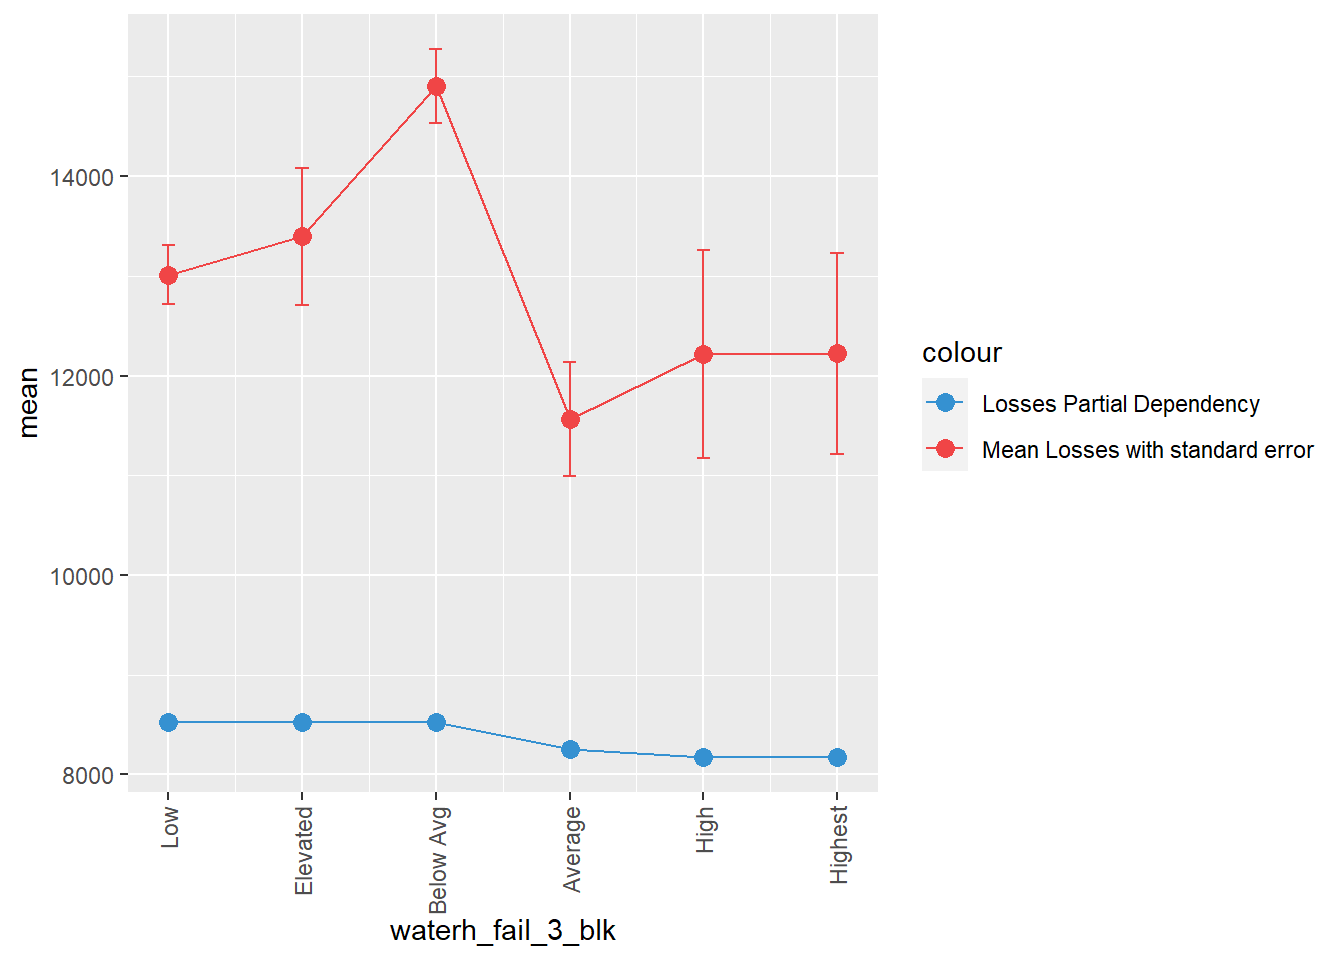 mean
14000
12000
10000
8000
Low
Elevated
Below Avg
Average
High
Highest
waterh_fail_3_blk
colour
Losses Partial Dependency
Mean Losses with standard error